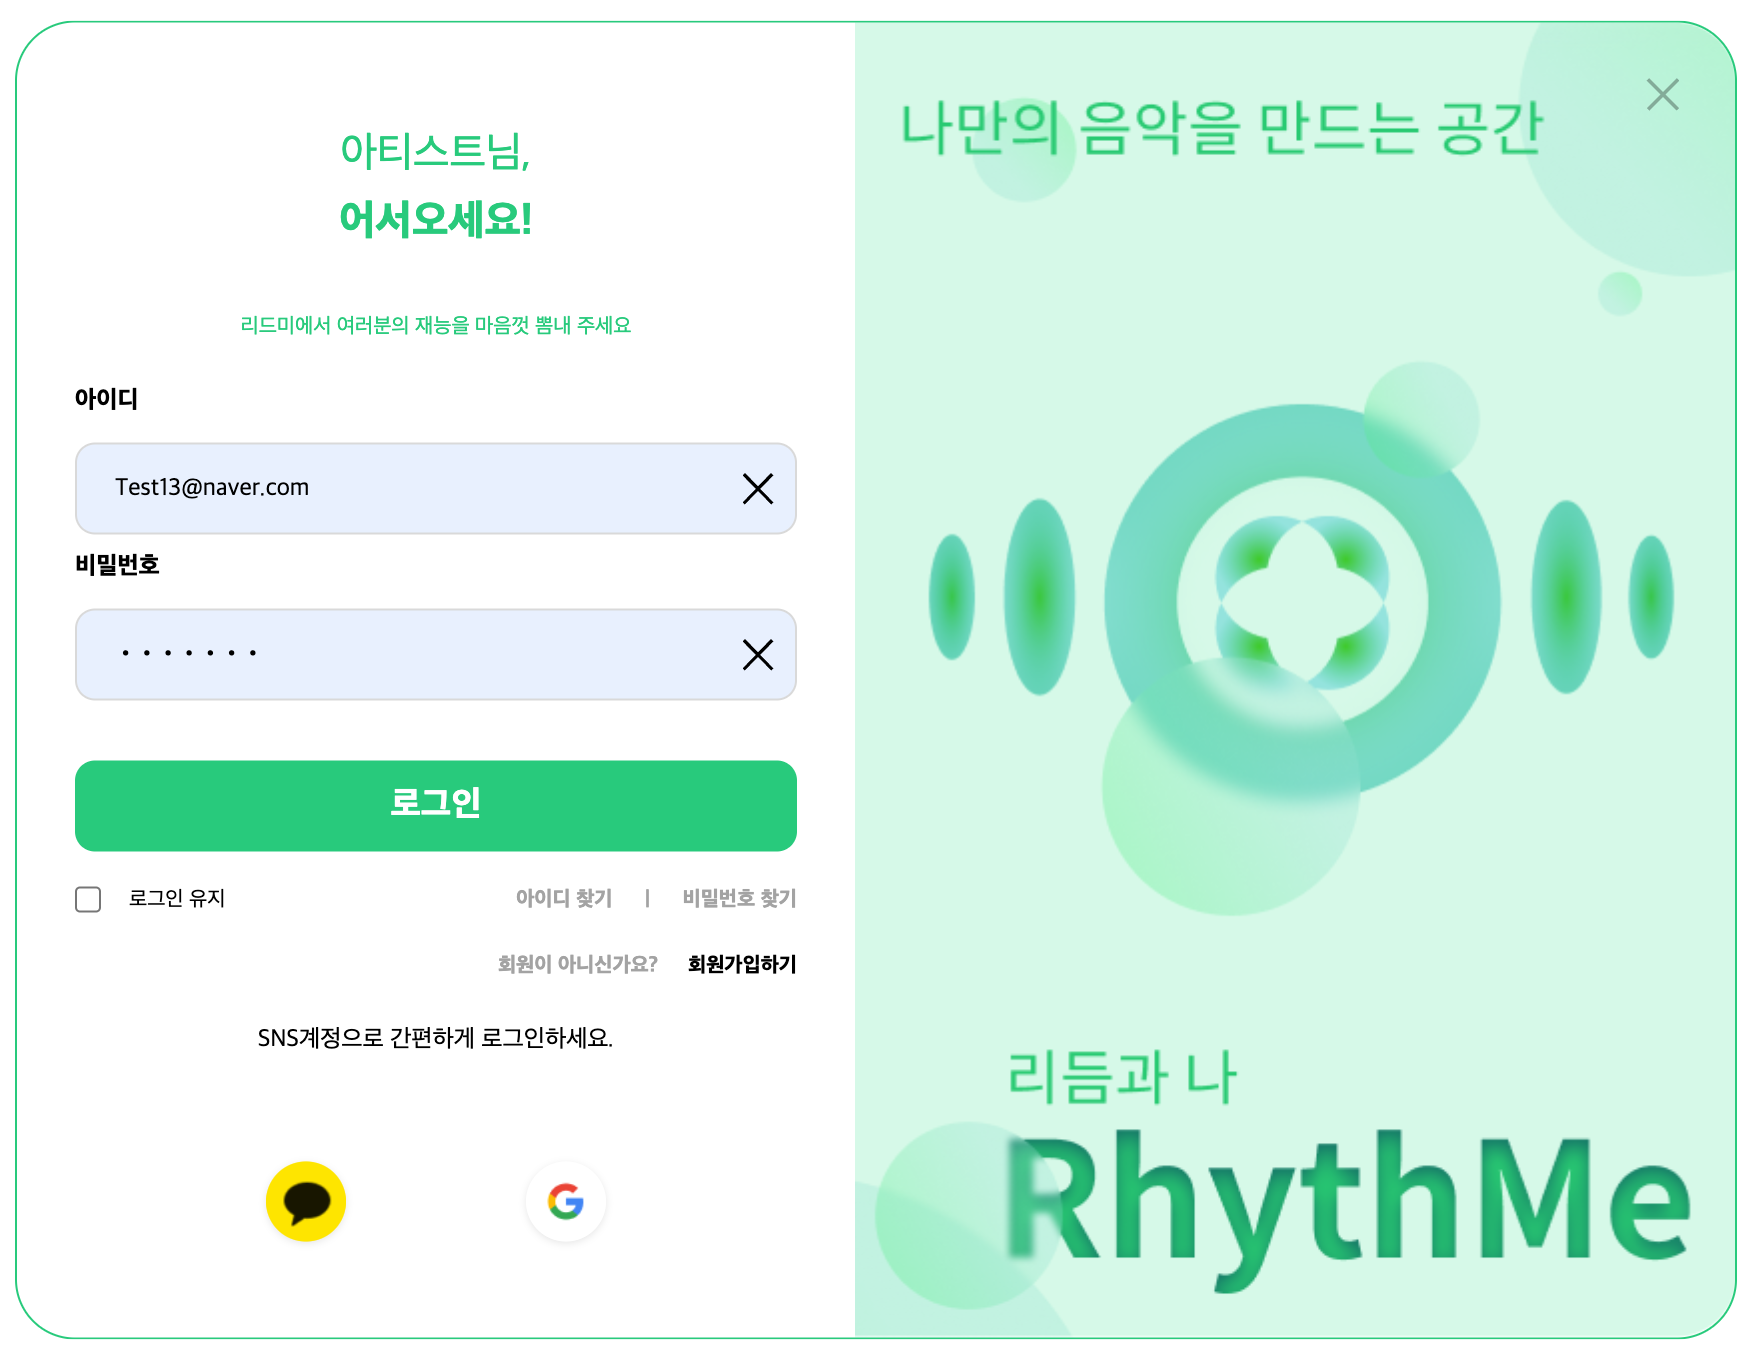 아티스트님,
어서오세요!
리드미에서 여러분의 재능을 마음껏 뽐내 주세요
아이디
Test13@naver.com
비밀번호
•••••••
로그인
로그인 유지
아이디 찾기 | 비밀번호 찾기
회원이 아니신가요? 회원가입하기
SNS계정으로 간편하게 로그인하세요.
나만의 음악을 만드는 공간
리듬과 나
RhythMe